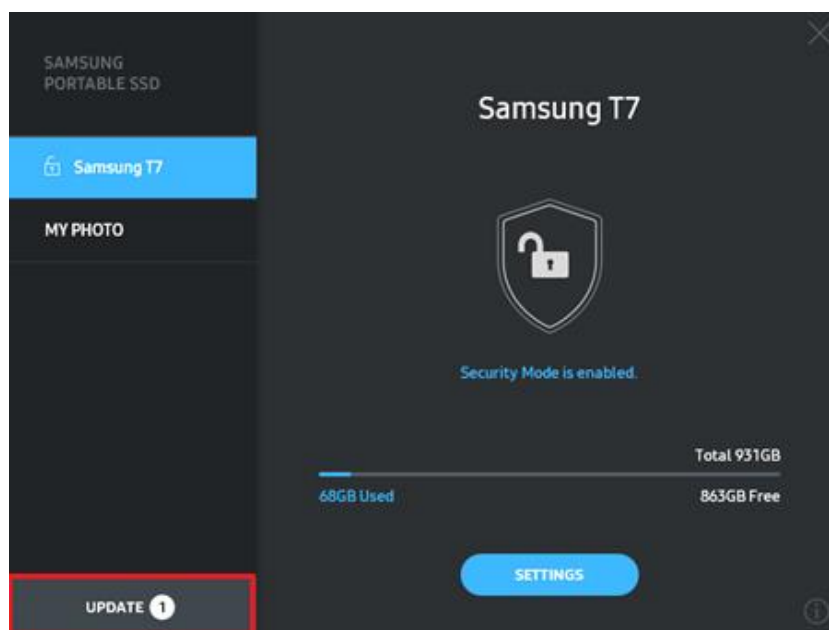 SAMSUNG
PORTABLE SSD
Samsung T7
MY PHOTO
UPDATE 1
Samsung T7
Security Mode is enabled.
Total 931GB
68GB Used 863GB Free
SETTINGS